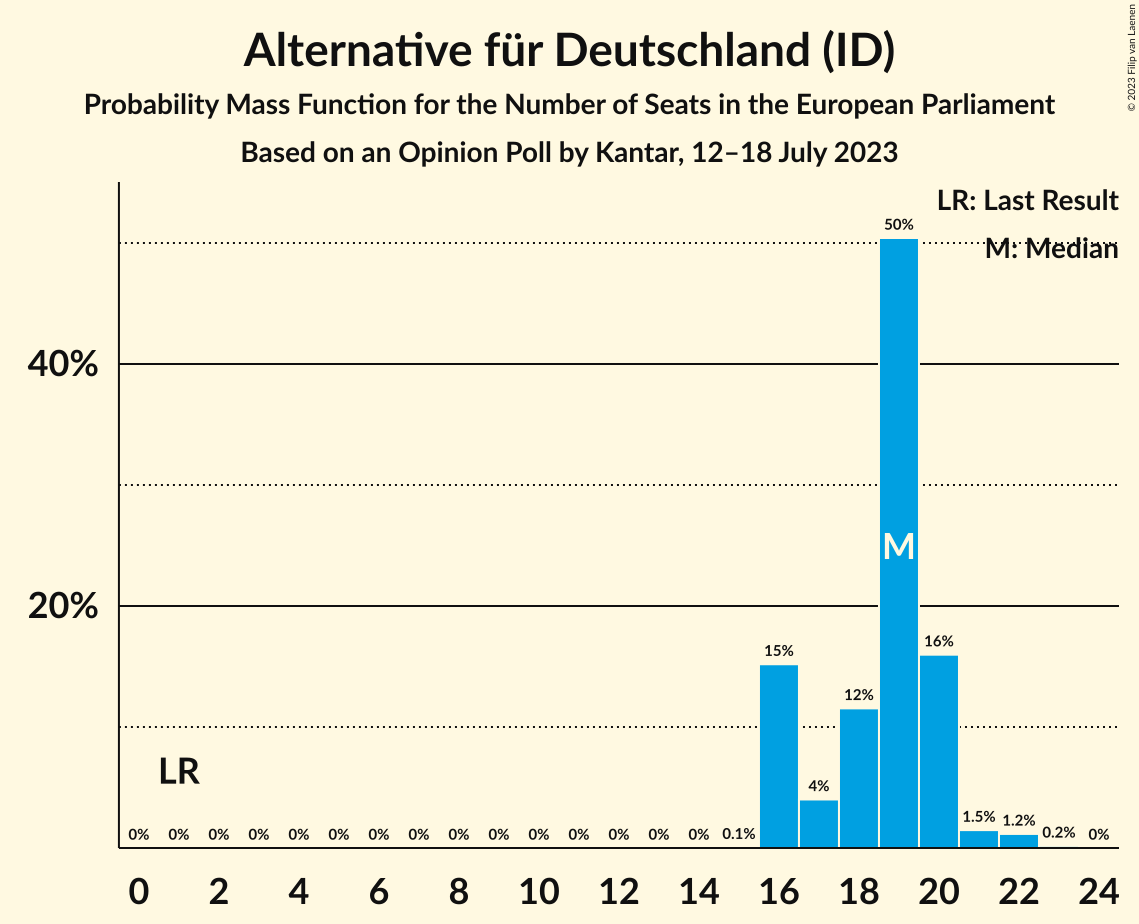 Alternative für Deutschland (ID)
Probability Mass Function for the Number of Seats in the European Parliament
Based on an Opinion Poll by Kantar, 12–18 July 2023
© 2023 Filip van Laenen
LR: Last Result
M: Median
50%
40%
M
20%
16%
15%
12%
LR
4%
0% 0% 0% 0% 0% 0% 0% 0% 0% 0% 0% 0% 0% 0% 0% 0.1% 1.5% 1.2% 0.2% 0%
0 2 4 6 8 10 12 14 16 18 20 22 24